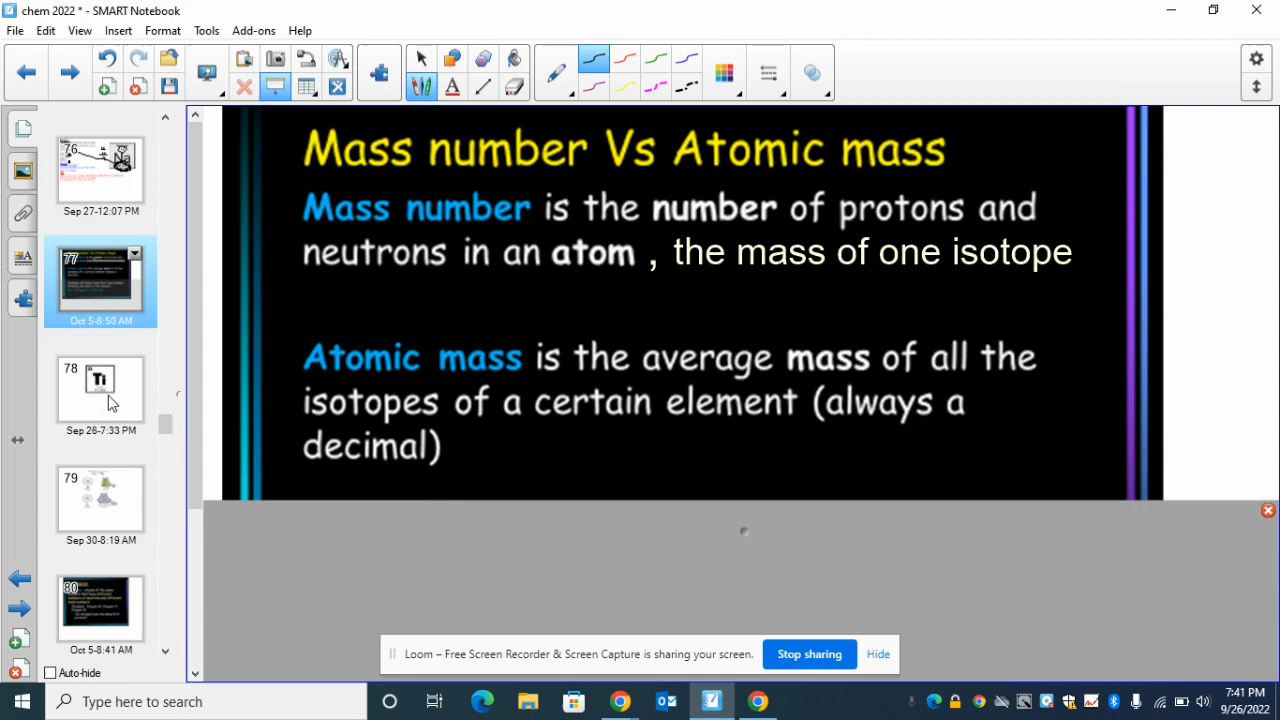 chem 2022 * - SMART Notebook
File Edit View Insert Format Tools Add-ons Help
76
Sep 27-12:07 PM
77
Oct 5-8:50 AM
78
Ti
Sep 26-7:33 PM
79
Sep 30-8:19 AM
80
Oct 5-8:41 AM
Auto-hide
Mass number Vs Atomic mass
Mass number is the number of protons and
neutrons in an atom , the mass of one isotope
Atomic mass is the average mass of all the
isotopes of a certain element (always a
decimal)
Loom – Free Screen Recorder & Screen Capture is sharing your screen. Stop sharing Hide
Type here to search
7:41 PM
9/26/2022